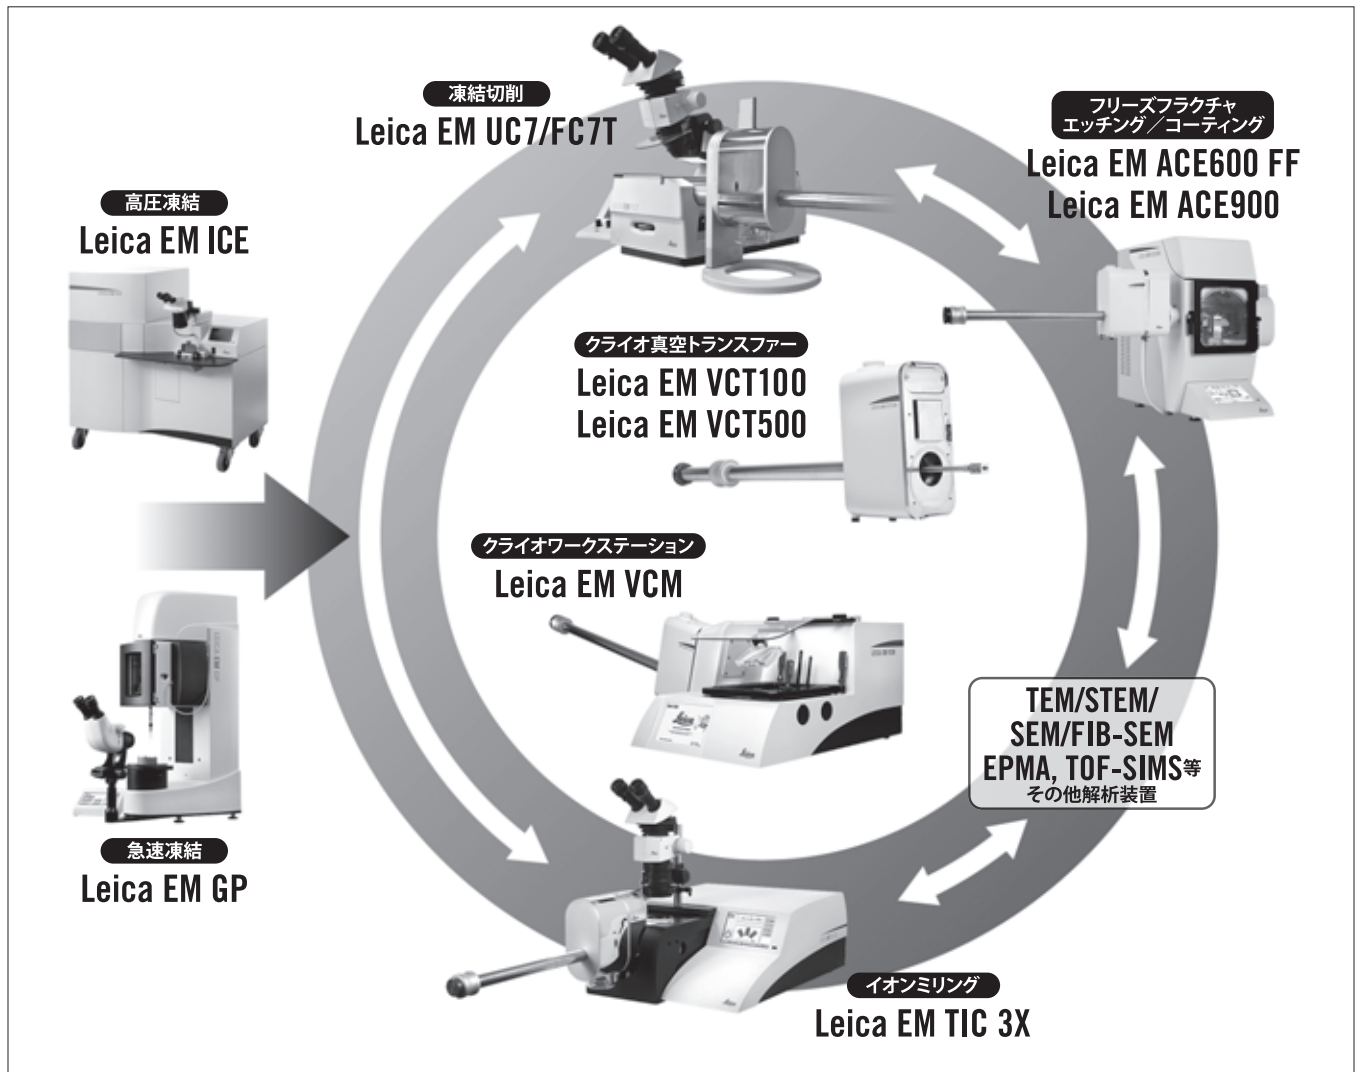 凍結切削
Leica EM UC7/FC7T
フリーズフラクチャ
エッチング／コーティング
Leica EM ACE600 FF
Leica EM ACE900
高圧凍結
Leica EM ICE
クライオ真空トランスファー
Leica EM VCT100
Leica EM VCT500
クライオワークステーション
Leica EM VCM
TEM/STEM/
SEM/FIB-SEM
EPMA, TOF-SIMS等
その他解析装置
急速凍結
Leica EM GP
イオンミリング
Leica EM TIC 3X